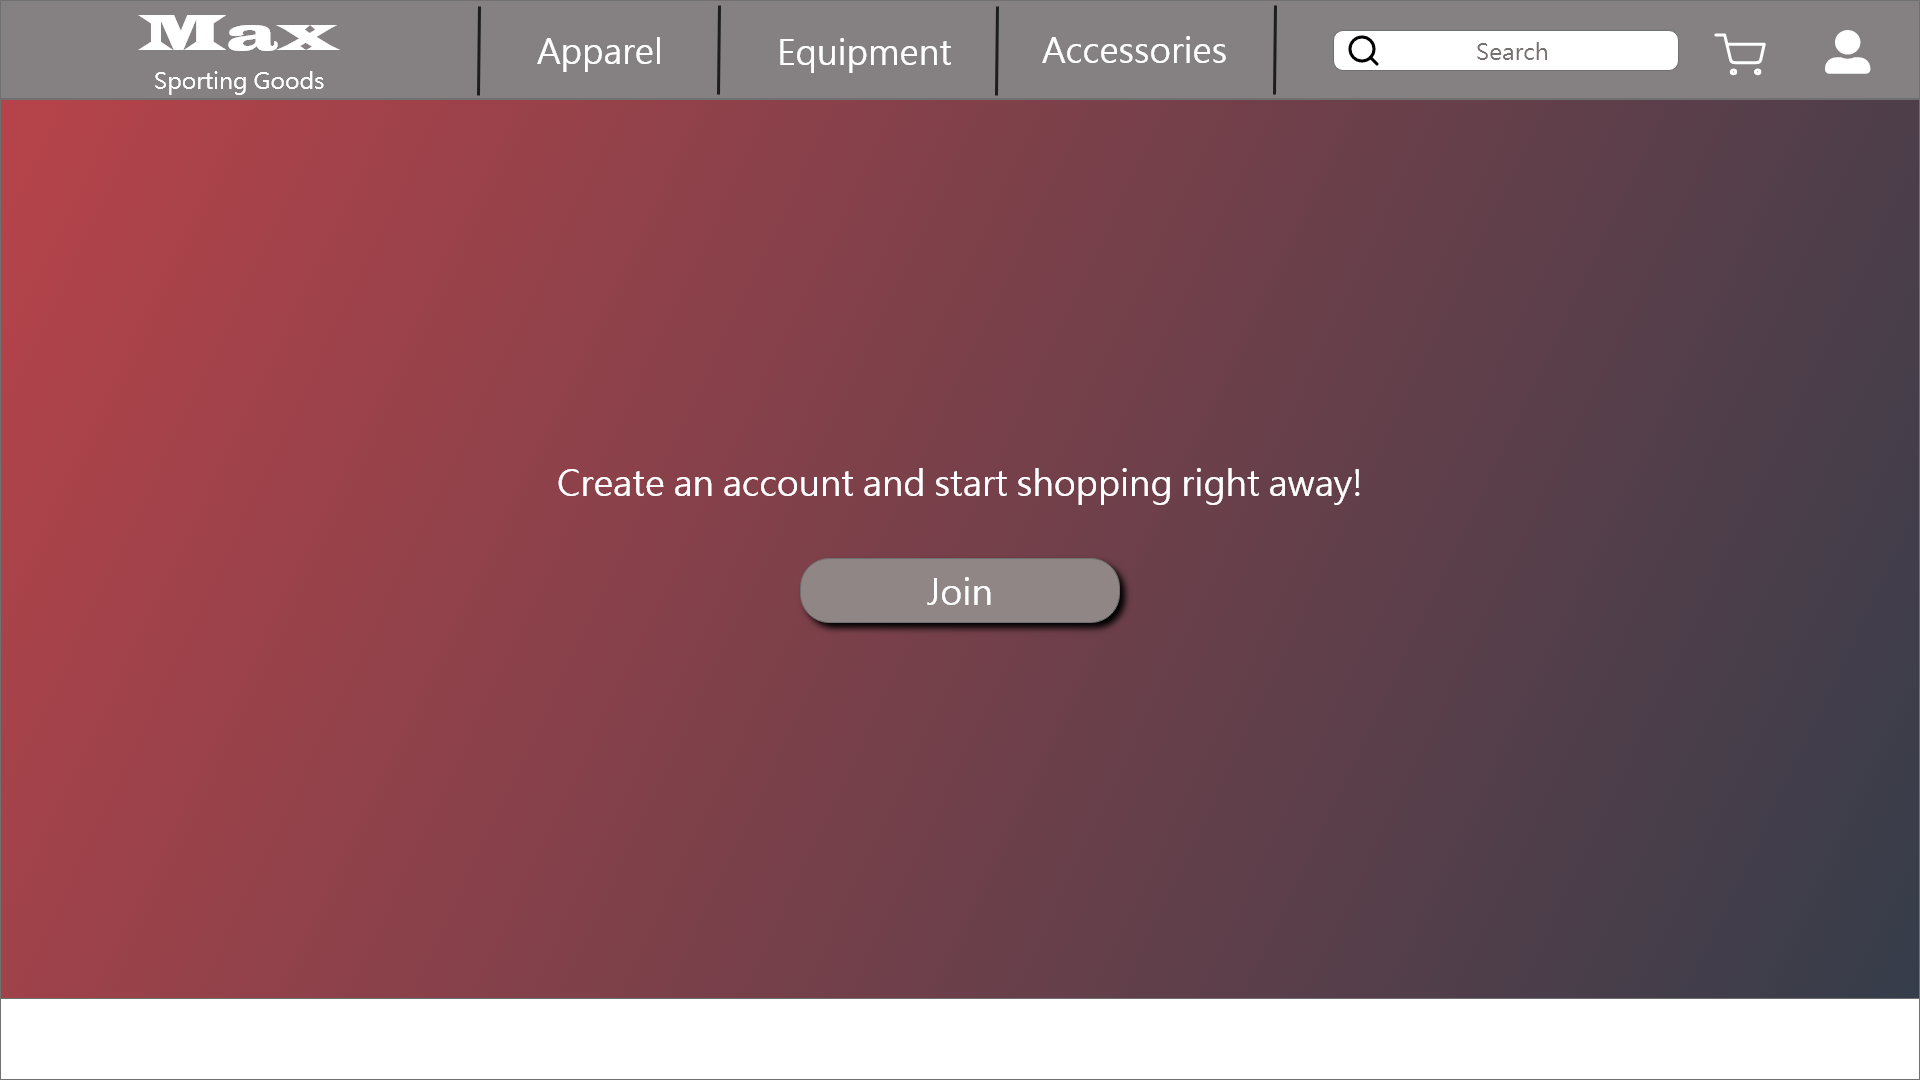 Max
Sporting Goods
Apparel
Equipment
Accessories
Search
Create an account and start shopping right away!
Join